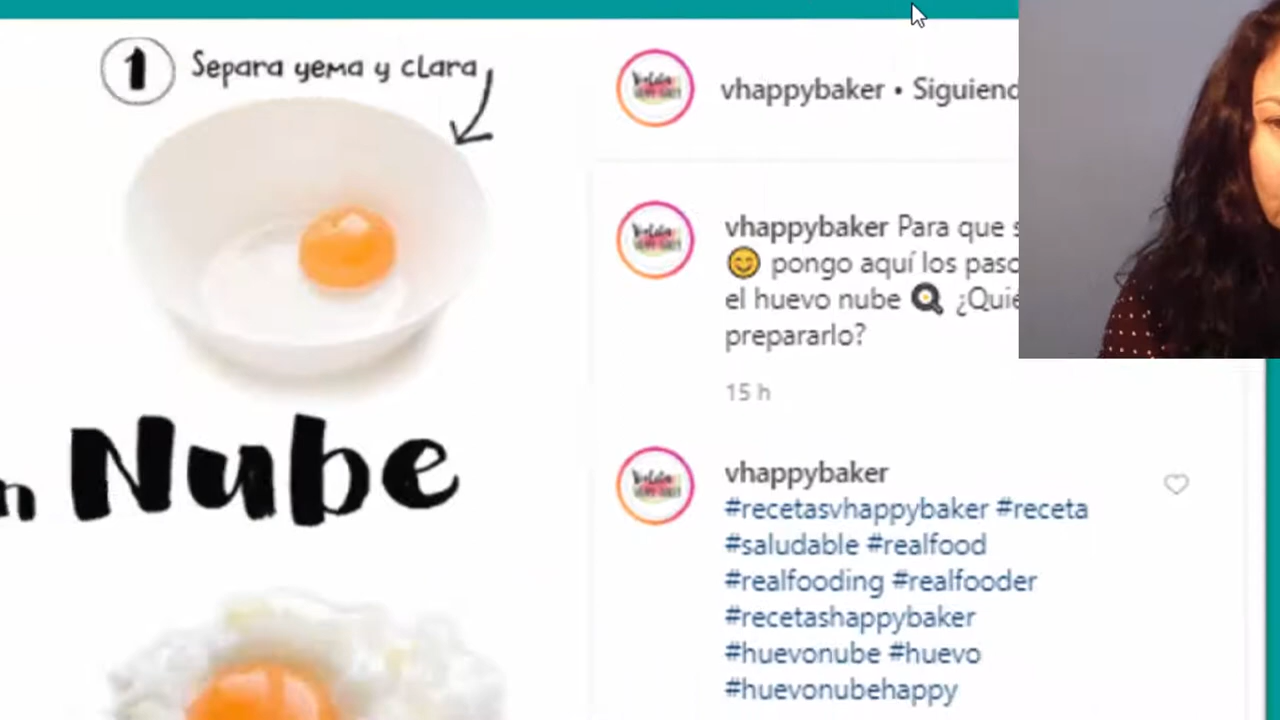 1 Separa yema y clara
Nube
vhappybaker • Siguiend
vhappybaker Para que s
pongo aquí los paso
el huevo nube ¿Quie
prepararlo?
15 h
vhappybaker
#recetasvhappybaker #receta
#saludable #realfood
#realfooding #realfooder
#recetashappybaker
#huevonube #huevo
#huevonubehappy